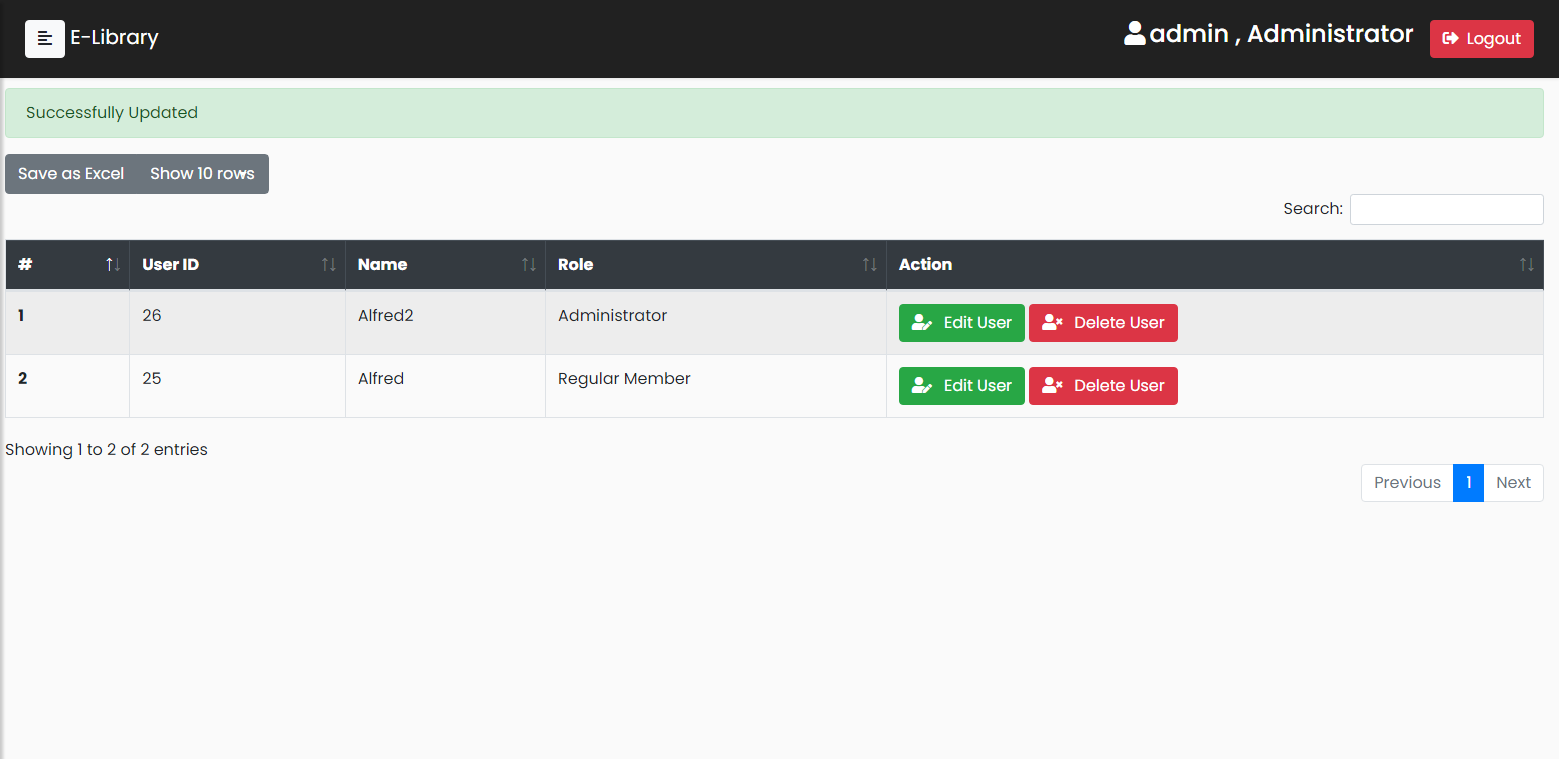 E-Library
admin , Administrator
Logout
Successfully Updated
Save as Excel Show 10 rows
Search:
# User ID Name Role Action
1 26 Alfred2 Administrator Edit User Delete User
2 25 Alfred Regular Member Edit User Delete User
Showing 1 to 2 of 2 entries
Previous 1 Next